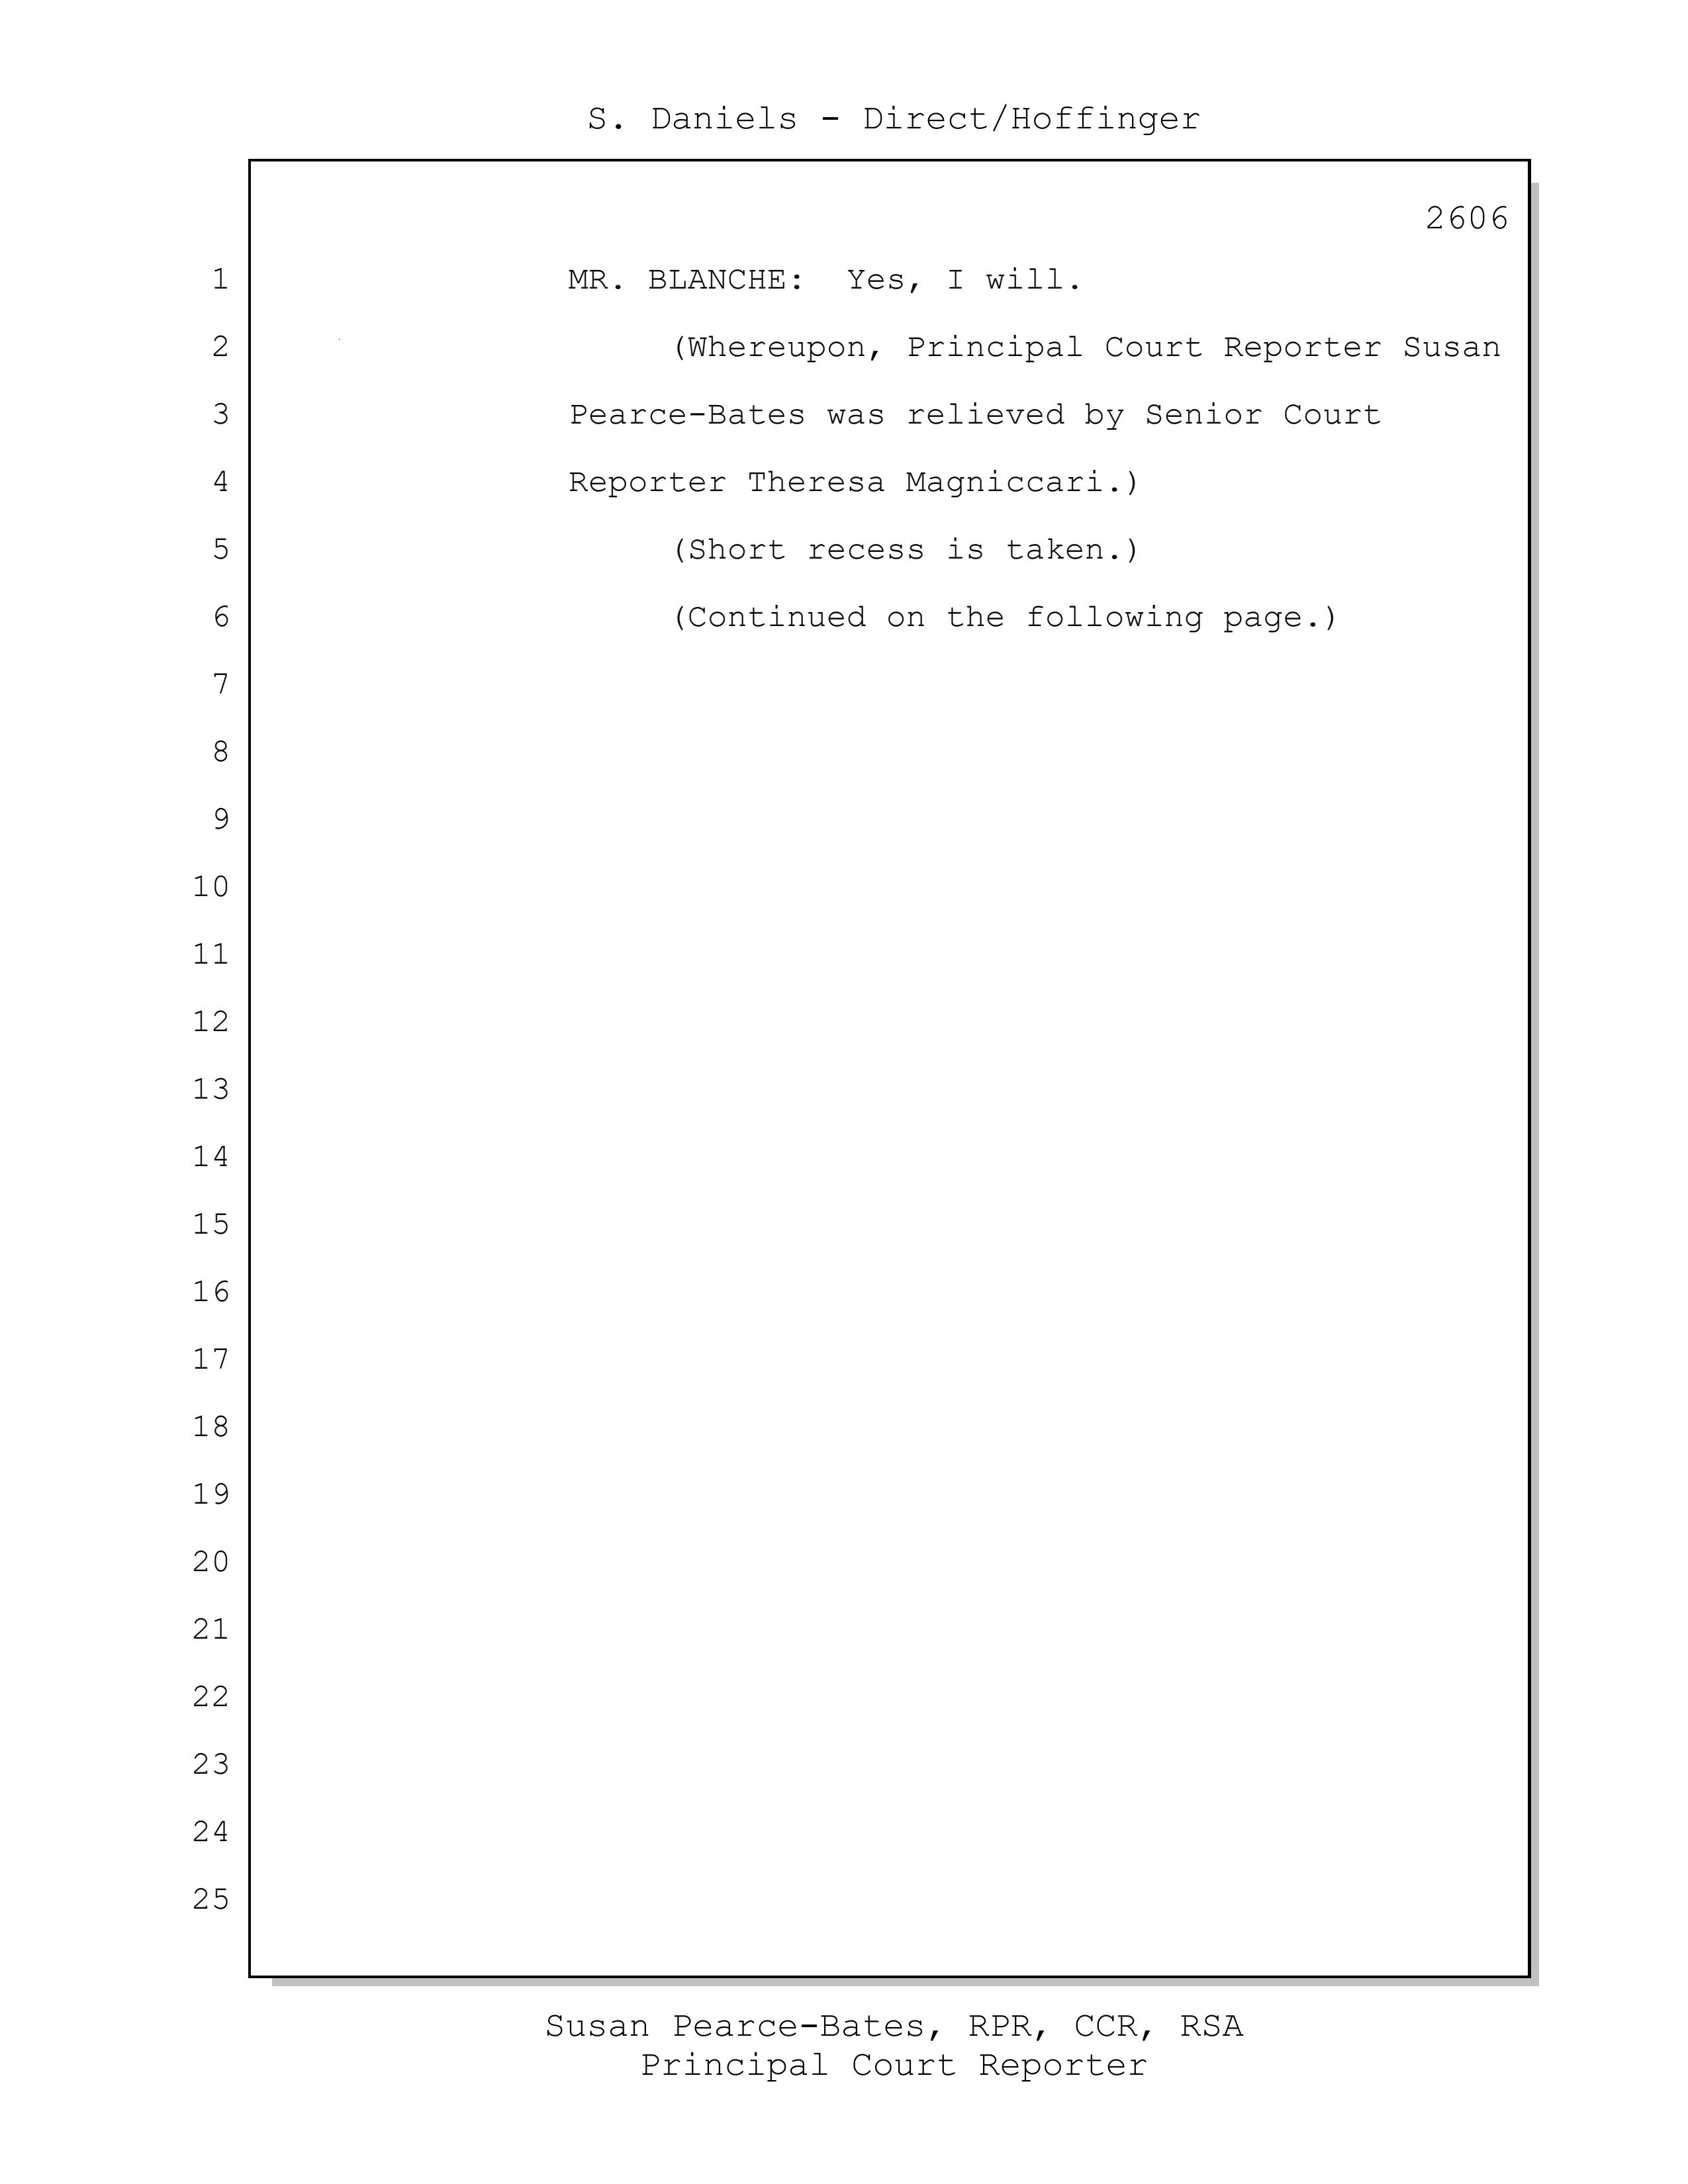 S. Daniels - Direct/Hoffinger
2606
1 MR. BLANCHE:  Yes, I will.
2 (Whereupon, Principal Court Reporter Susan
3 Pearce-Bates was relieved by Senior Court
4 Reporter Theresa Magniccari.)
5 (Short recess is taken.)
6 (Continued on the following page.)
7
8
9
10
11
12
13
14
15
16
17
18
19
20
21
22
23
24
25
Susan Pearce-Bates, RPR, CCR, RSA
Principal Court Reporter